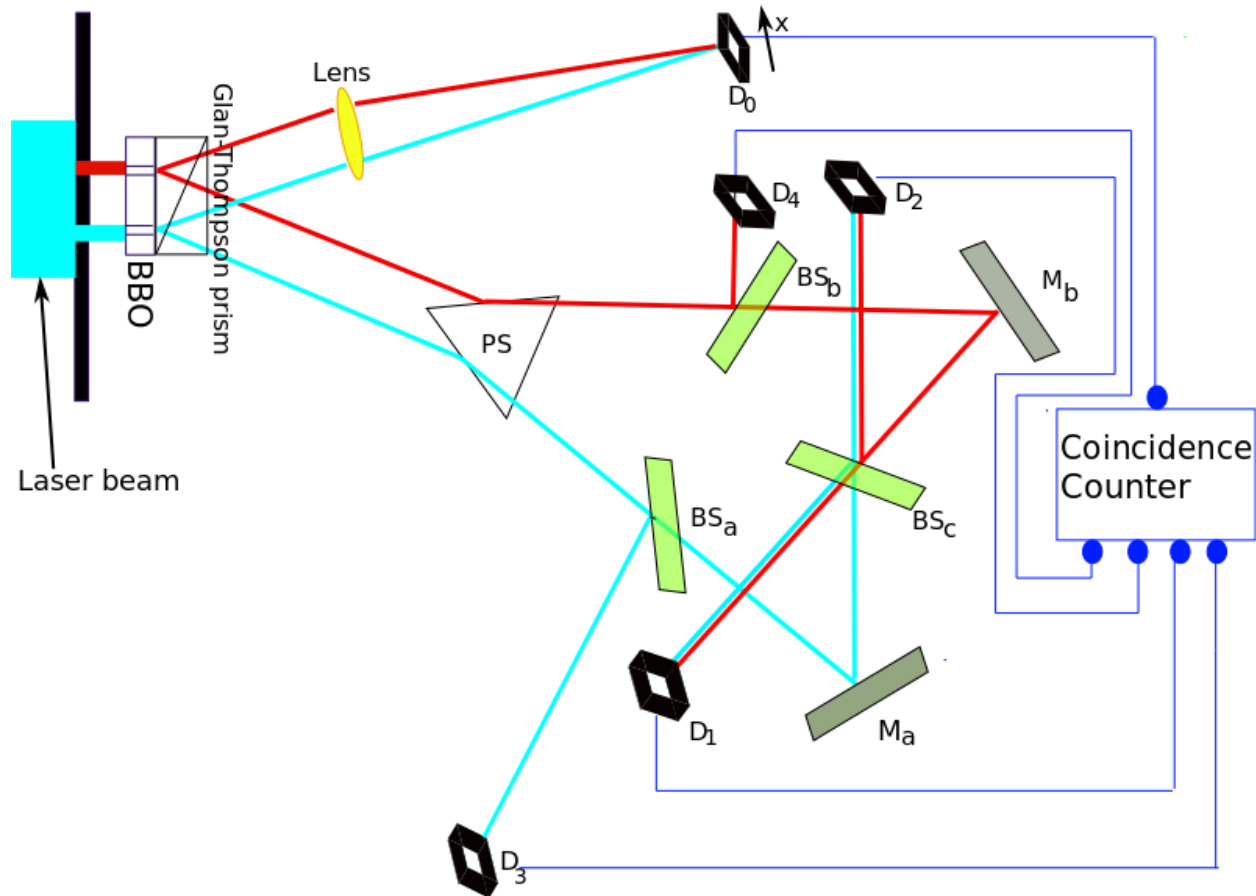 x
Lens
D0
Glan-Thompson prism
D4
D2
BBO
BSb
Mb
PS
Laser beam
Coincidence
Counter
BSa
BSc
D1
Ma
D3